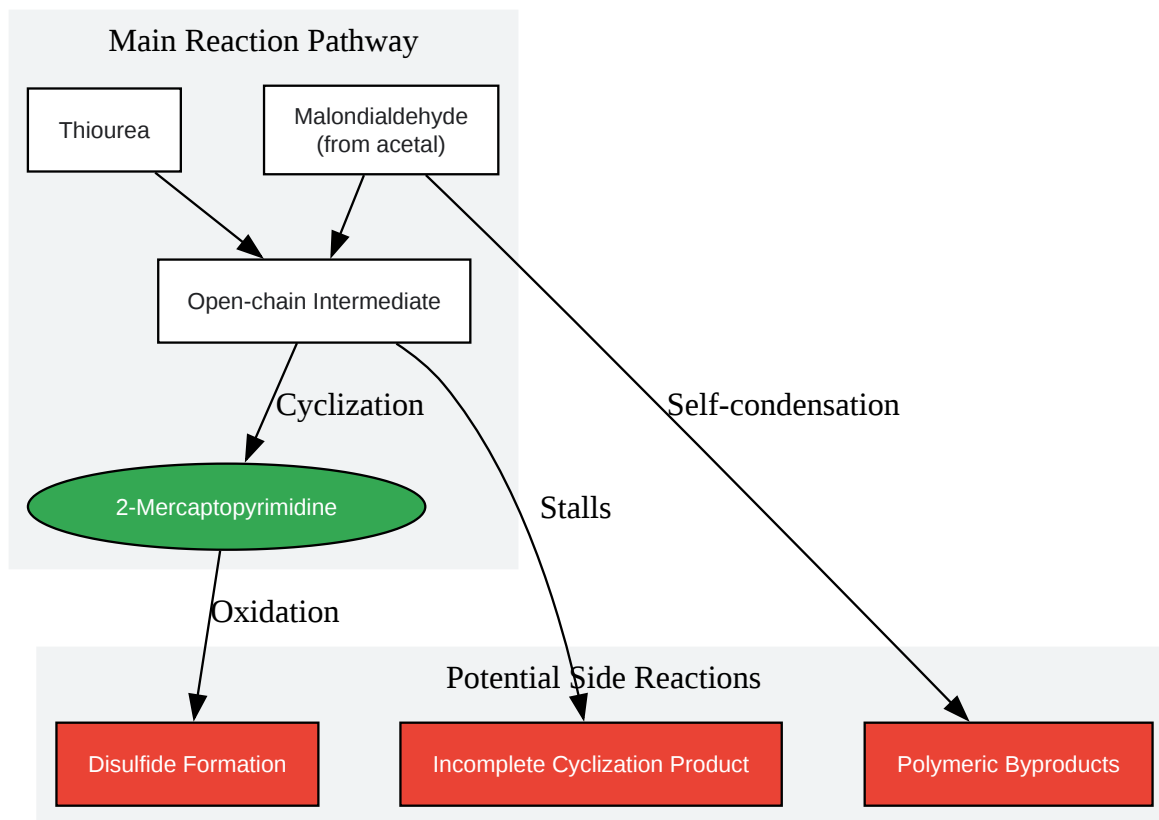 Main Reaction Pathway
Thiourea
Malondialdehyde
(from acetal)
Open-chain Intermediate
Cyclization
Self-condensation
2-Mercaptopyrimidine
Stalls
Oxidation
Potential Side Reactions
Disulfide Formation
Incomplete Cyclization Product
Polymeric Byproducts